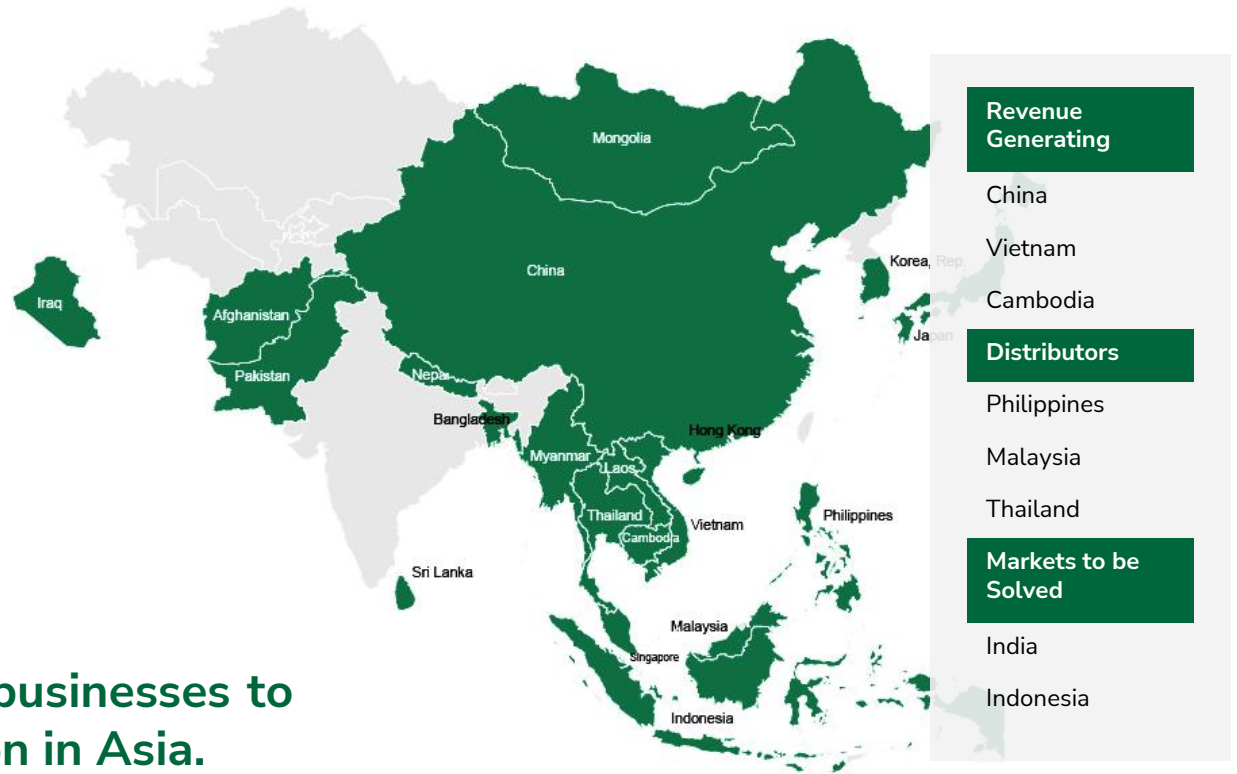 Mongolia
China
Korea, Rep.
Japan
Iraq
Afghanistan
Pakistan
Nepal
Bangladesh
Hong Kong
Myanmar
Laos
Thailand
Vietnam
Cambodia
Philippines
Sri Lanka
Malaysia
Singapore
Indonesia
businesses to
n in Asia.
Revenue
Generating
China
Vietnam
Cambodia
Distributors
Philippines
Malaysia
Thailand
Markets to be
Solved
India
Indonesia